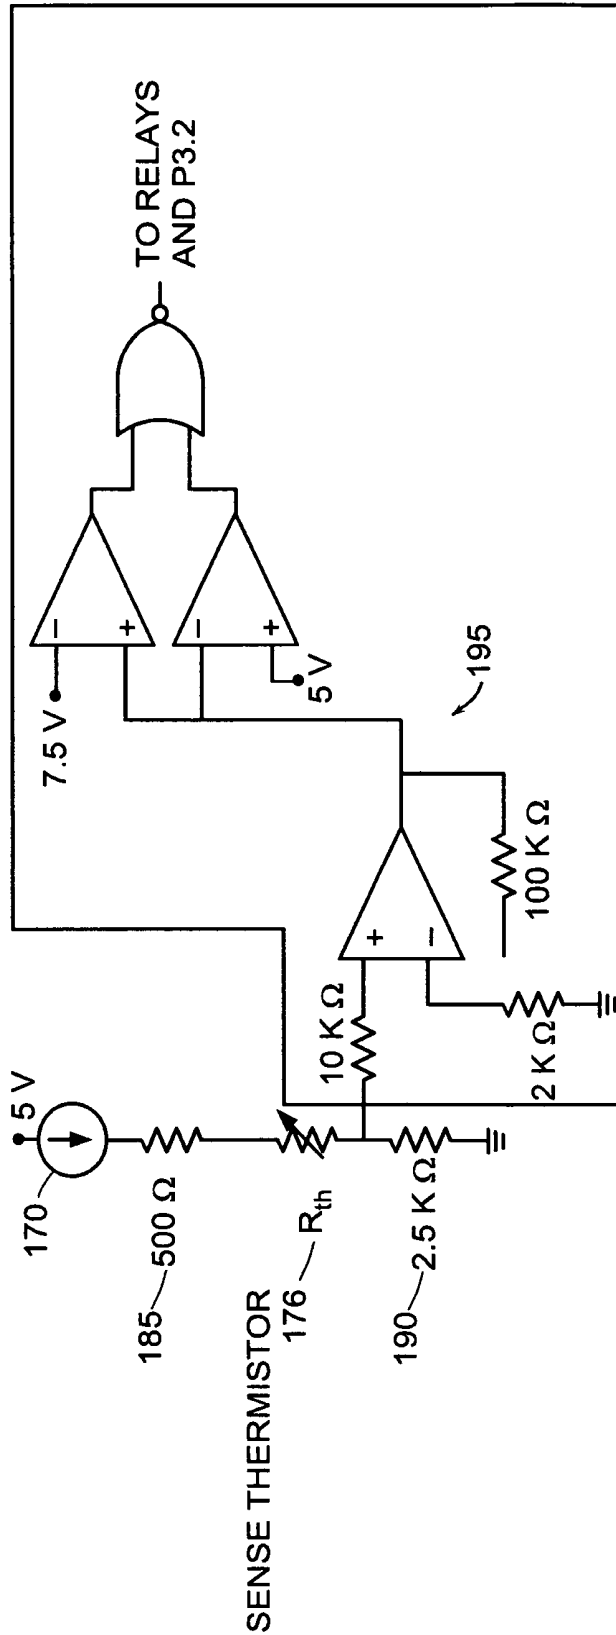 5 V
170
185
500 Ω
SENSE THERMISTOR
176
Rth
190
2.5 K Ω
10 K Ω
2 K Ω
+
−
100 K Ω
195
7.5 V
−
+
−
+
5 V
TO RELAYS
AND P3.2